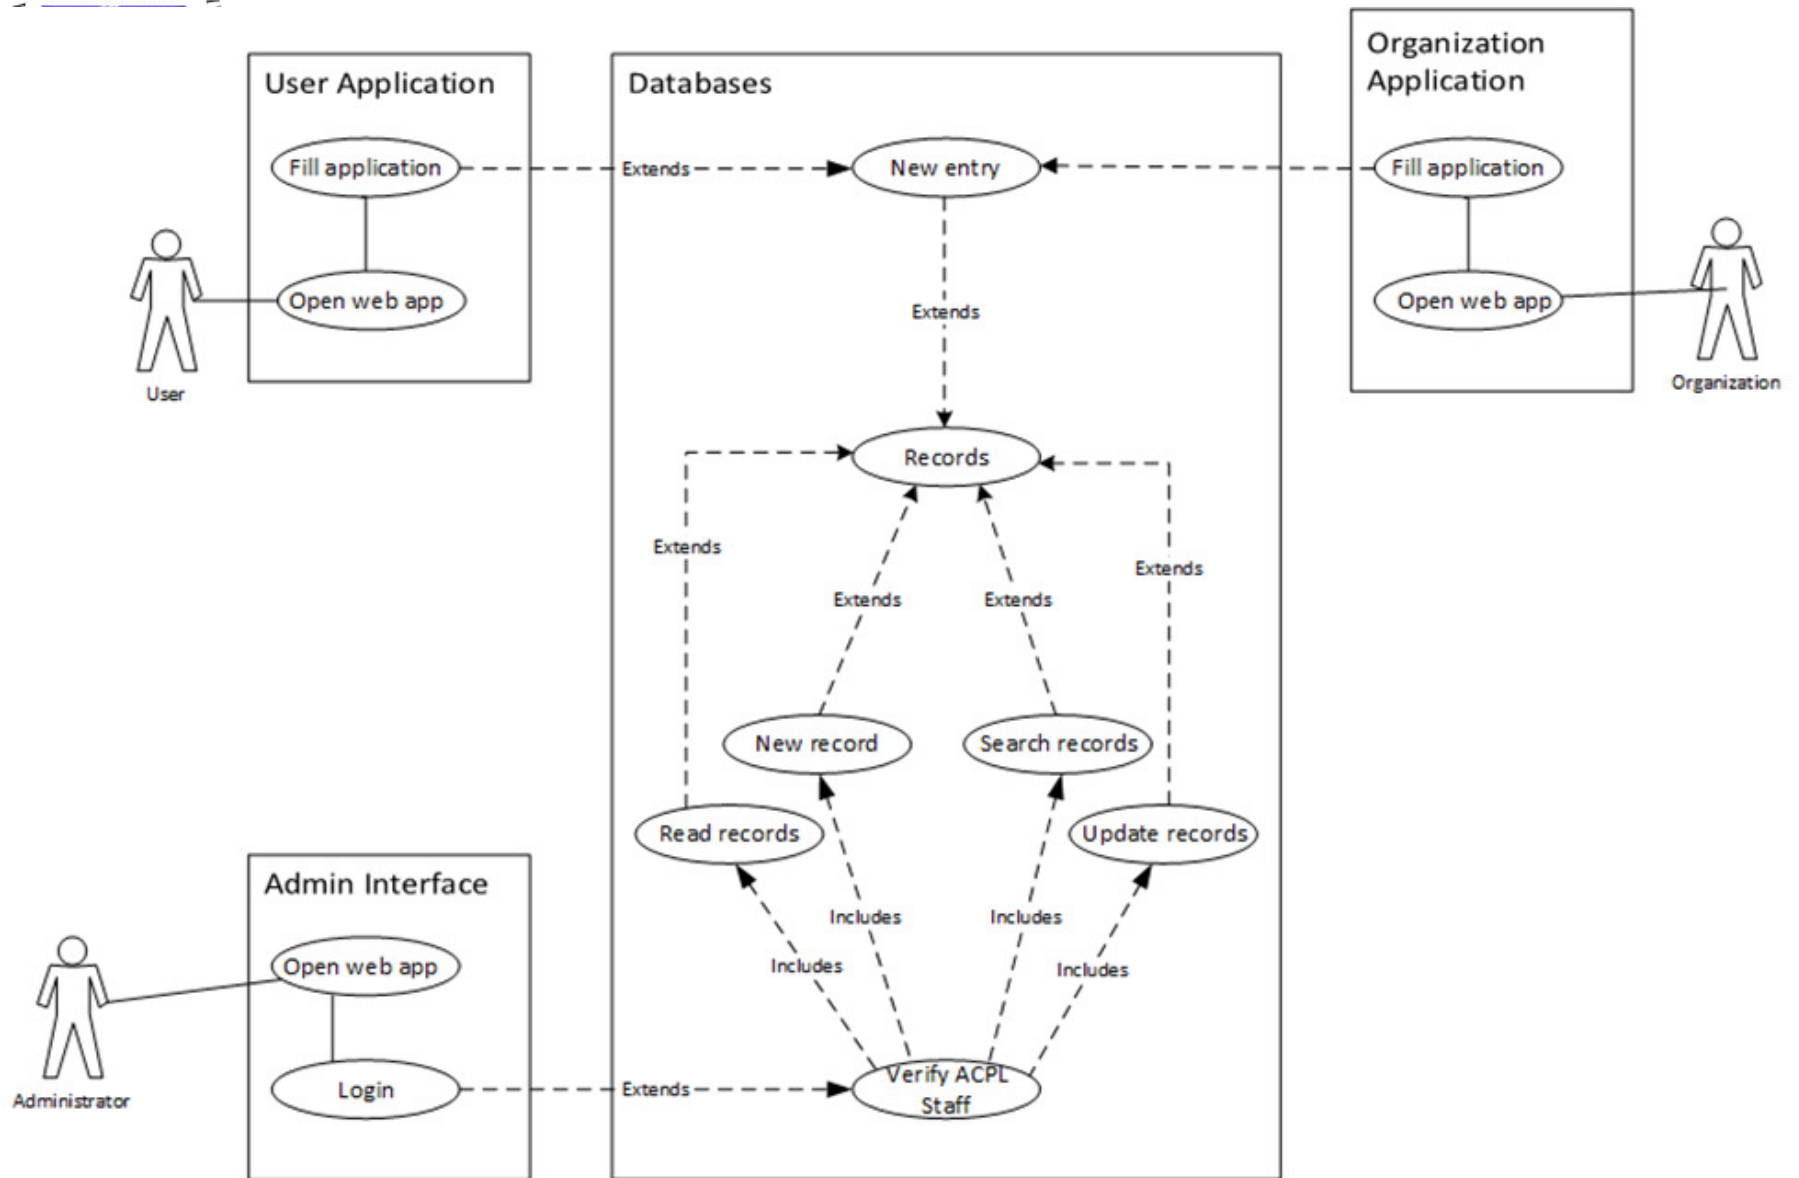 Organization
Application
User Application
Databases
Fill application
Extends
New entry
Fill application
Open web app
Extends
Open web app
User
Organization
Records
Extends
Extends
Extends
Extends
New record
Search records
Read records
Update records
Admin Interface
Includes
Includes
Open web app
Includes
Includes
Login
Extends
Verify ACPL
Staff
Administrator